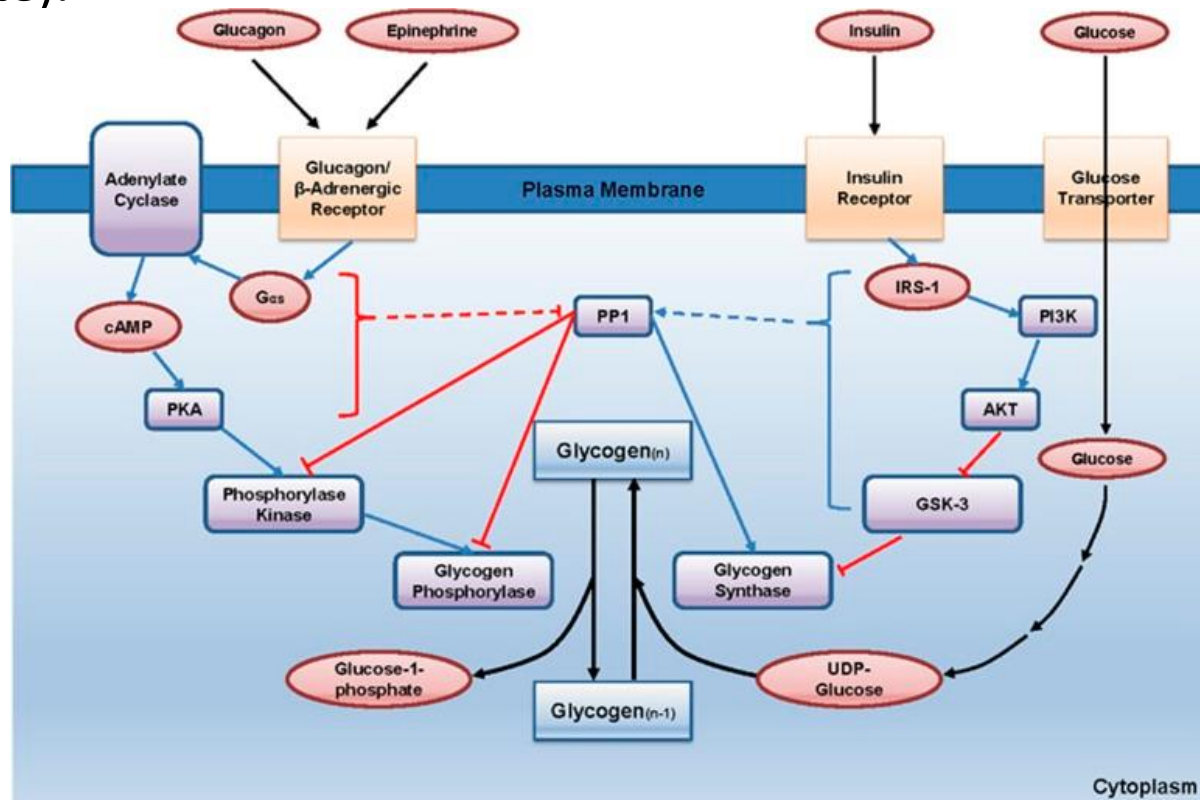 Glucagon
Epinephrine
Insulin
Glucose
Adenylate
Cyclase
Glucagon/
β-Adrenergic
Receptor
Plasma Membrane
Insulin
Receptor
Glucose
Transporter
Gαs
IRS-1
cAMP
PP1
PI3K
PKA
AKT
Glycogen(n)
Glucose
Phosphorylase
Kinase
GSK-3
Glycogen
Phosphorylase
Glycogen
Synthase
Glucose-1-
phosphate
UDP-
Glucose
Glycogen(n-1)
Cytoplasm